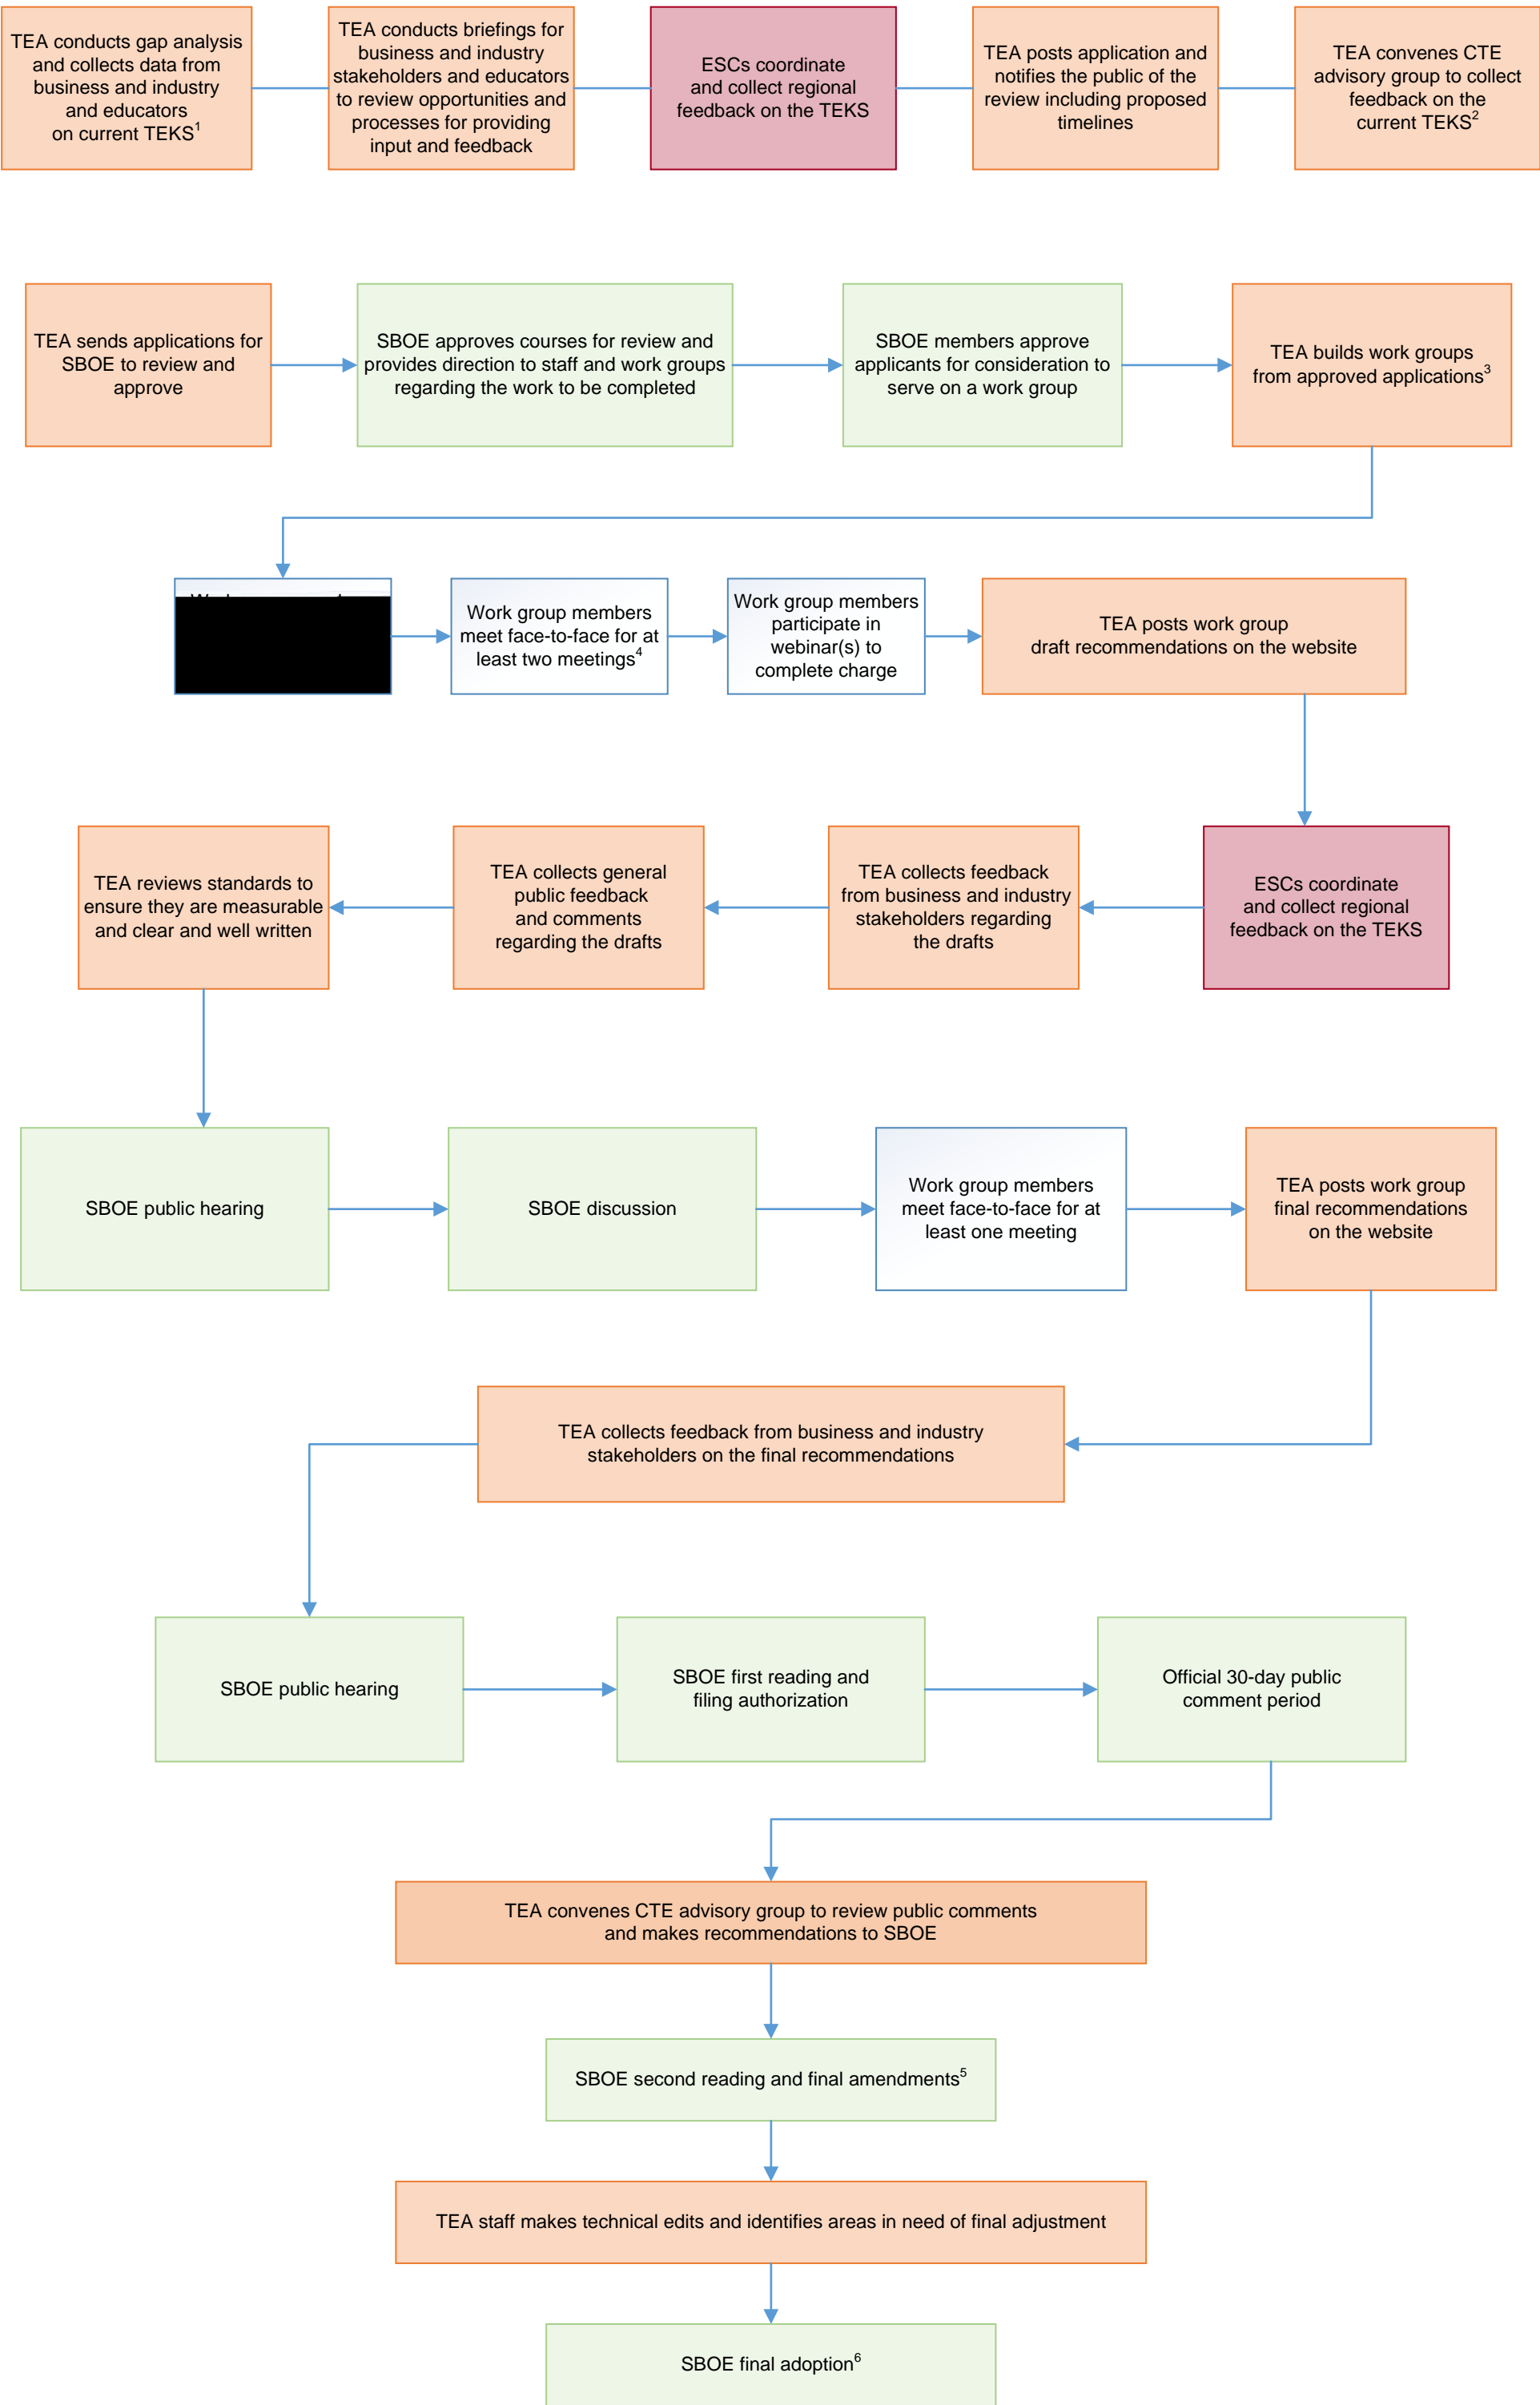 TEA conducts gap analysis
and collects data from
business and industry
and educators
on current TEKS1
TEA conducts briefings for
business and industry
stakeholders and educators
to review opportunities and
processes for providing
input and feedback
ESCs coordinate
and collect regional
feedback on the TEKS
TEA posts application and
notifies the public of the
review including proposed
timelines
TEA convenes CTE
advisory group to collect
feedback on the
current TEKS2
TEA sends applications for
SBOE to review and
approve
SBOE approves courses for review and
provides direction to staff and work groups
regarding the work to be completed
SBOE members approve
applicants for consideration to
serve on a work group
TEA builds work groups
from approved applications3
Work group members
meet face-to-face for at
least two meetings4
Work group members
participate in
webinar(s) to
complete charge
TEA posts work group
draft recommendations on the website
TEA reviews standards to
ensure they are measurable
and clear and well written
TEA collects general
public feedback
and comments
regarding the drafts
TEA collects feedback
from business and industry
stakeholders regarding
the drafts
ESCs coordinate
and collect regional
feedback on the TEKS
SBOE public hearing
SBOE discussion
Work group members
meet face-to-face for at
least one meeting
TEA posts work group
final recommendations
on the website
TEA collects feedback from business and industry
stakeholders on the final recommendations
SBOE public hearing
SBOE first reading and
filing authorization
Official 30-day public
comment period
TEA convenes CTE advisory group to review public comments
and makes recommendations to SBOE
SBOE second reading and final amendments5
TEA staff makes technical edits and identifies areas in need of final adjustment
SBOE final adoption6